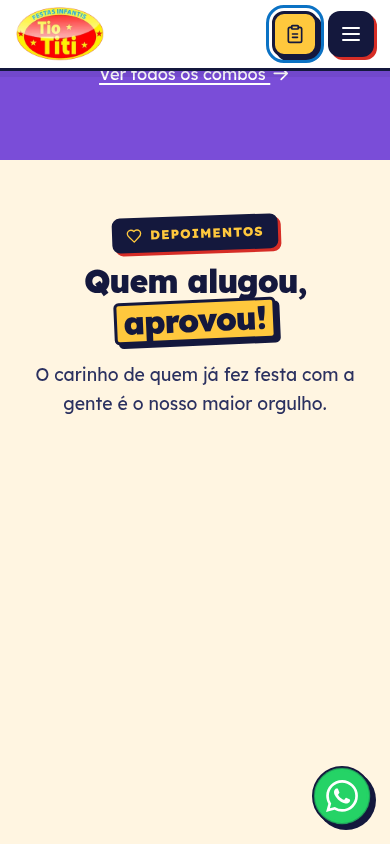 FESTAS INFANTIS
Tio
Titi
Ver todos os combos →
DEPOIMENTOS
Quem alugou,
aprovou!
O carinho de quem já fez festa com a
gente é o nosso maior orgulho.